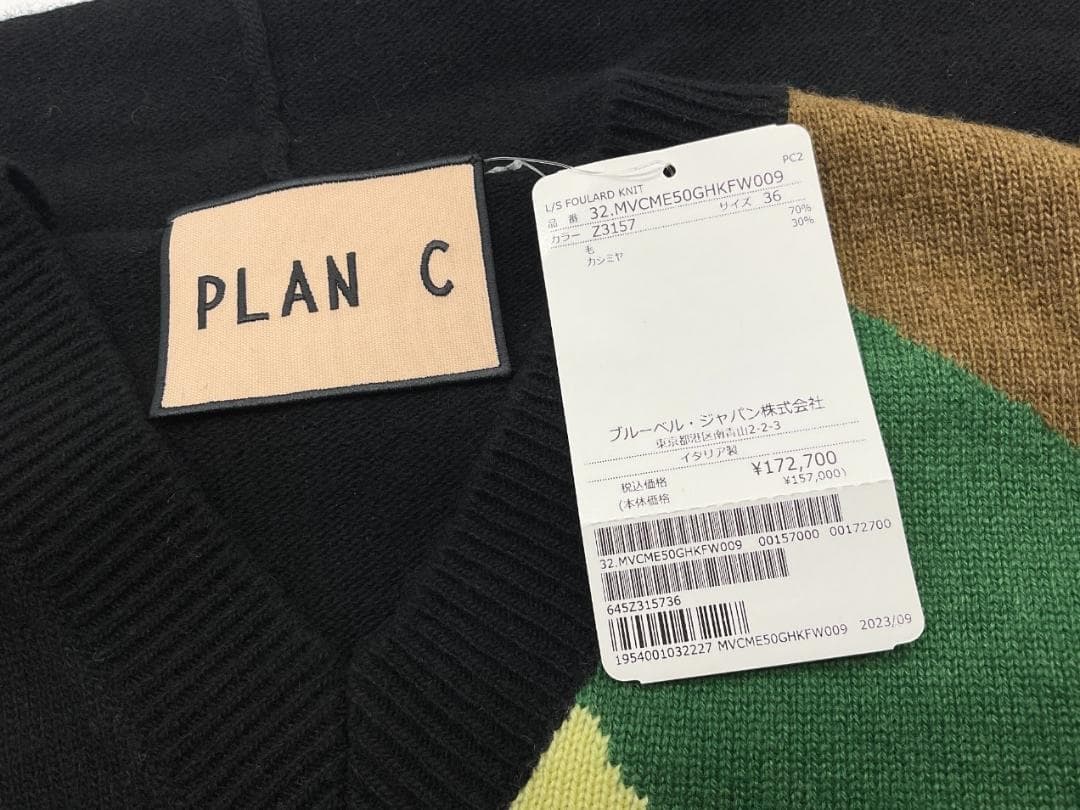 PLAN C
PC2
L/S FOULARD KNIT
品番 32.MVCME50GHKFW009
カラー Z3157 サイズ 36
毛 70%
カシミヤ 30%
ブルーベル・ジャパン株式会社
東京都港区南青山2-2-3
イタリア製
税込価格 ¥172,700
(本体価格 ¥157,000)
32.MVCME50GHKFW009 00157000 00172700
645Z315736
1954001032227 MVCME50GHKFW009 2023/09